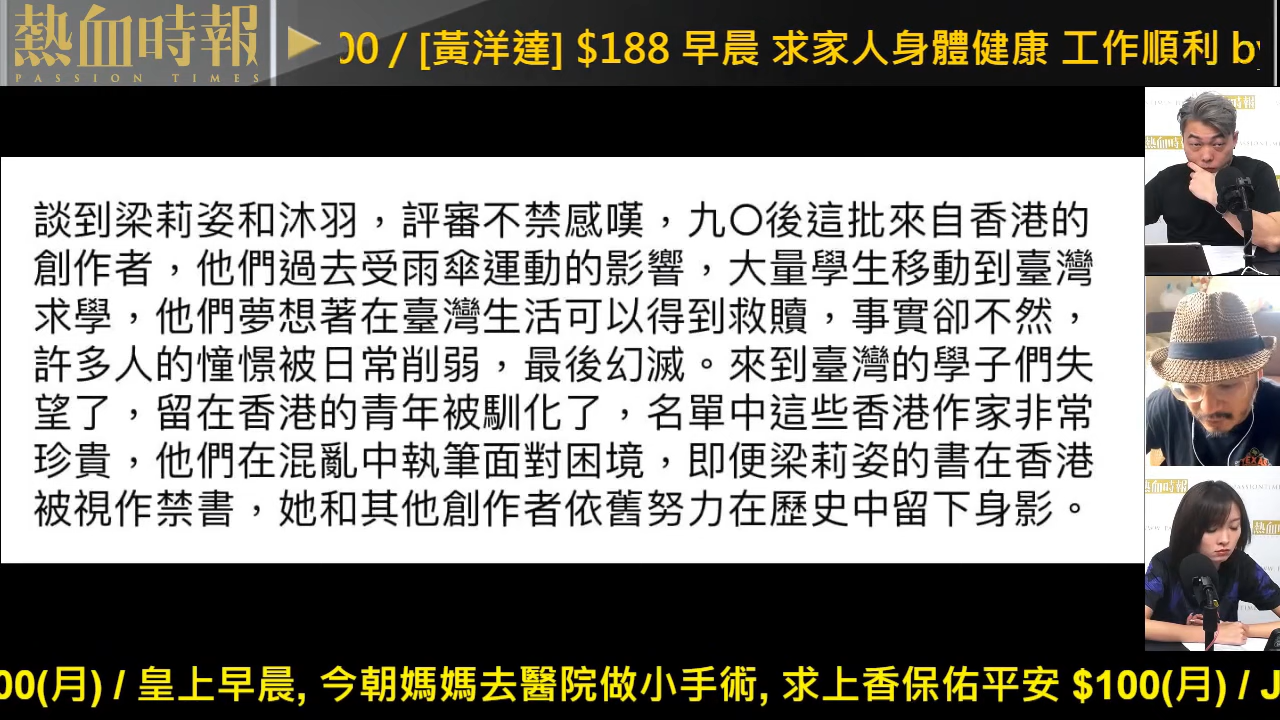 熱血時報
PASSION TIMES
00 / [黃洋達] $188 早晨 求家人身體健康 工作順利 by
談到梁莉姿和沐羽，評審不禁感嘆，九〇後這批來自香港的
創作者，他們過去受雨傘運動的影響，大量學生移動到臺灣
求學，他們夢想著在臺灣生活可以得到救贖，事實卻不然，
許多人的憧憬被日常削弱，最後幻滅。來到臺灣的學子們失
望了，留在香港的青年被馴化了，名單中這些香港作家非常
珍貴，他們在混亂中執筆面對困境，即便梁莉姿的書在香港
被視作禁書，她和其他創作者依舊努力在歷史中留下身影。
00(月) / 皇上早晨, 今朝媽媽去醫院做小手術, 求上香保佑平安 $100(月) / J